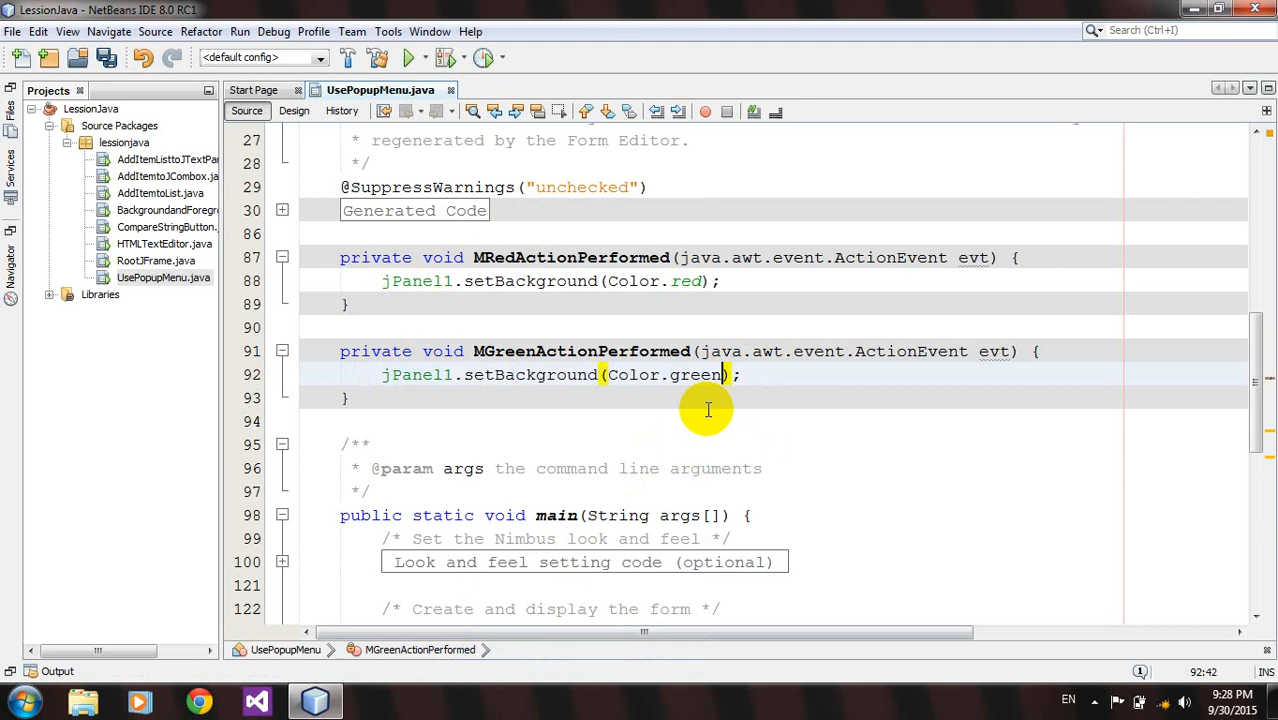 LessionJava - NetBeans IDE 8.0 RC1
File Edit View Navigate Source Refactor Run Debug Profile Team Tools Window Help
Search (Ctrl+I)
<default config>
Files
Services
Navigator
Projects
LessionJava
Source Packages
lessionjava
AddItemListtoJTextPa
AddItemtoJCombox.ja
AddItemtoList.java
BackgroundandForegr
CompareStringButton.
HTMLTextEditor.java
RootJFrame.java
UsePopupMenu.java
Libraries
Start Page UsePopupMenu.java
Source Design History
27 * regenerated by the Form Editor.
28 */
29 @SuppressWarnings("unchecked")
30 Generated Code
86
87 private void MRedActionPerformed(java.awt.event.ActionEvent evt) {
88 jPanel1.setBackground(Color.red);
89 }
90
91 private void MGreenActionPerformed(java.awt.event.ActionEvent evt) {
92 jPanel1.setBackground(Color.green);
93 }
94
95 /**
96 * @param args the command line arguments
97 */
98 public static void main(String args[]) {
99 /* Set the Nimbus look and feel */
100 Look and feel setting code (optional)
121
122 /* Create and display the form */
UsePopupMenu MGreenActionPerformed
Output
1 92:42 INS
EN 9:28 PM
9/30/2015